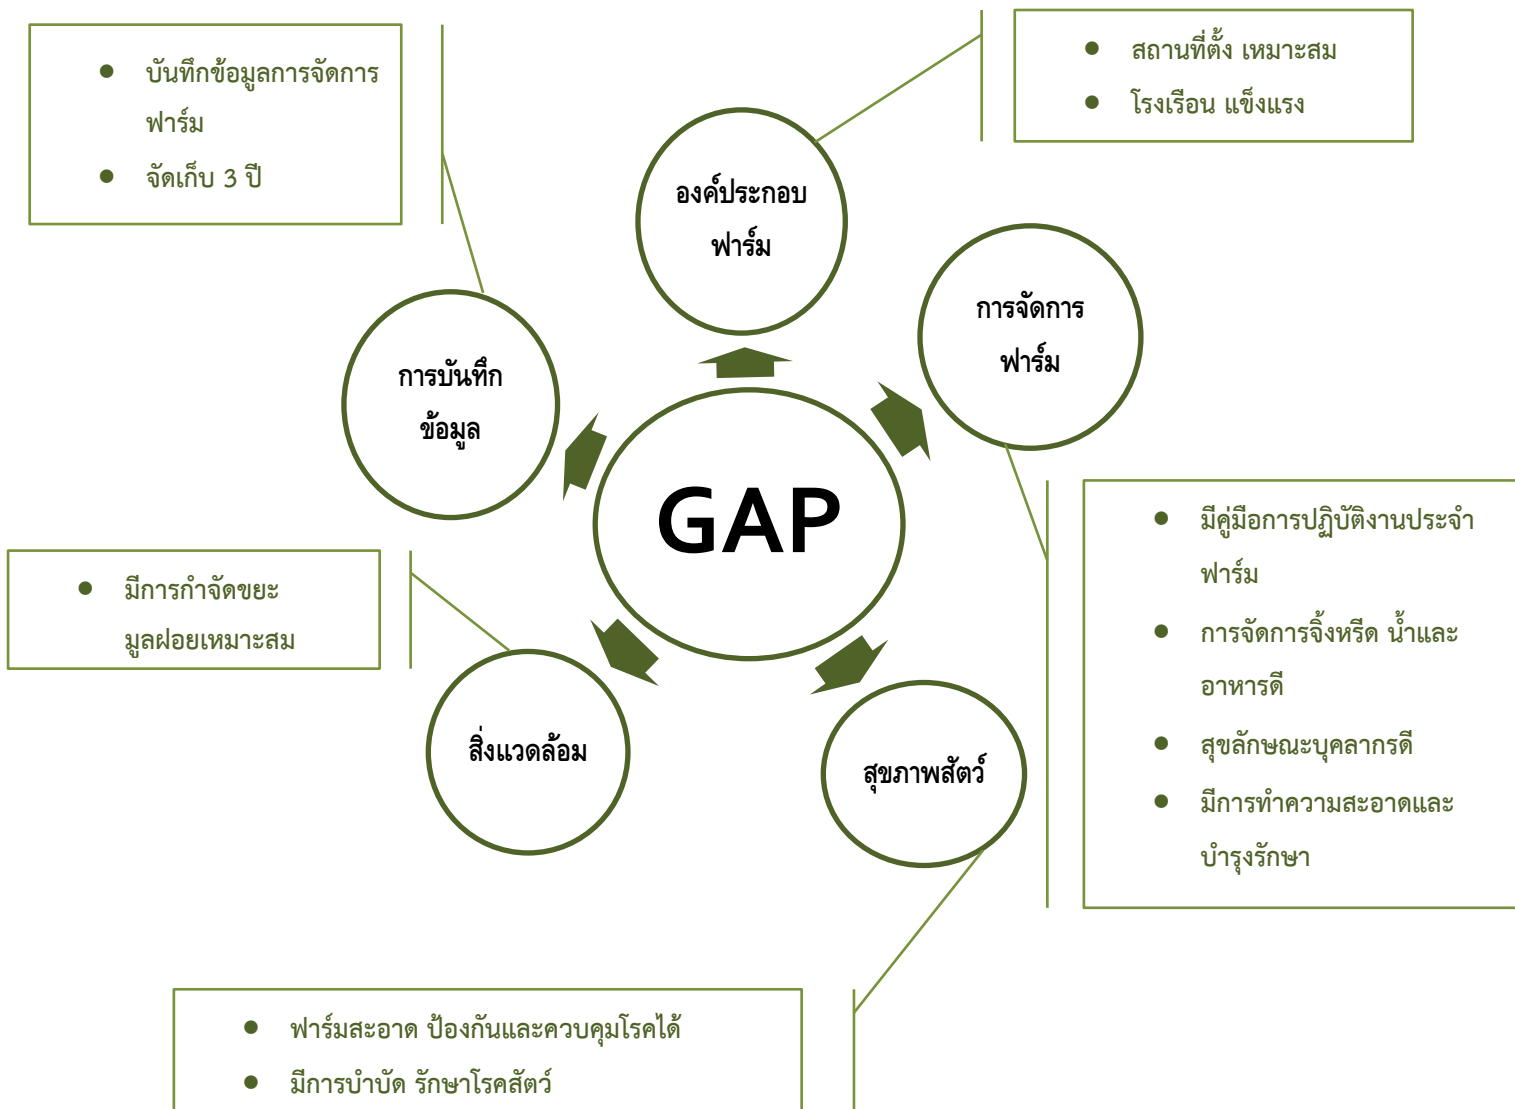 บันทึกข้อมูลการจัดการ
ฟาร์ม
จัดเก็บ 3 ปี
สถานที่ตั้ง เหมาะสม
โรงเรือน แข็งแรง
องค์ประกอบ
ฟาร์ม
การจัดการ
ฟาร์ม
การบันทึก
ข้อมูล
GAP
มีคู่มือการปฏิบัติงานประจำ
ฟาร์ม
การจัดการจิ้งหรีด น้ำและ
อาหารดี
สุขลักษณะบุคลากรดี
มีการทำความสะอาดและ
บำรุงรักษา
มีการกำจัดขยะ
มูลฝอยเหมาะสม
สิ่งแวดล้อม
สุขภาพสัตว์
ฟาร์มสะอาด ป้องกันและควบคุมโรคได้
มีการบำบัด รักษาโรคสัตว์